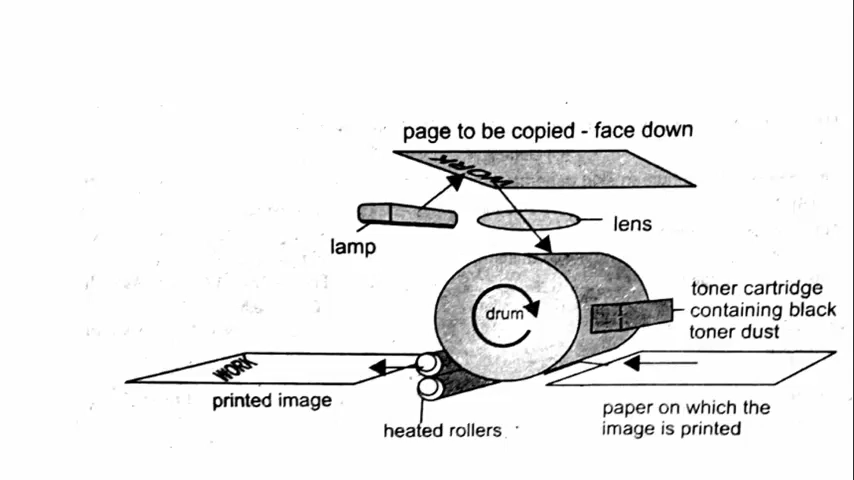 page to be copied - face down
WORK
lens
lamp
toner cartridge
containing black
toner dust
drum
WORK
printed image
paper on which the
image is printed
heated rollers